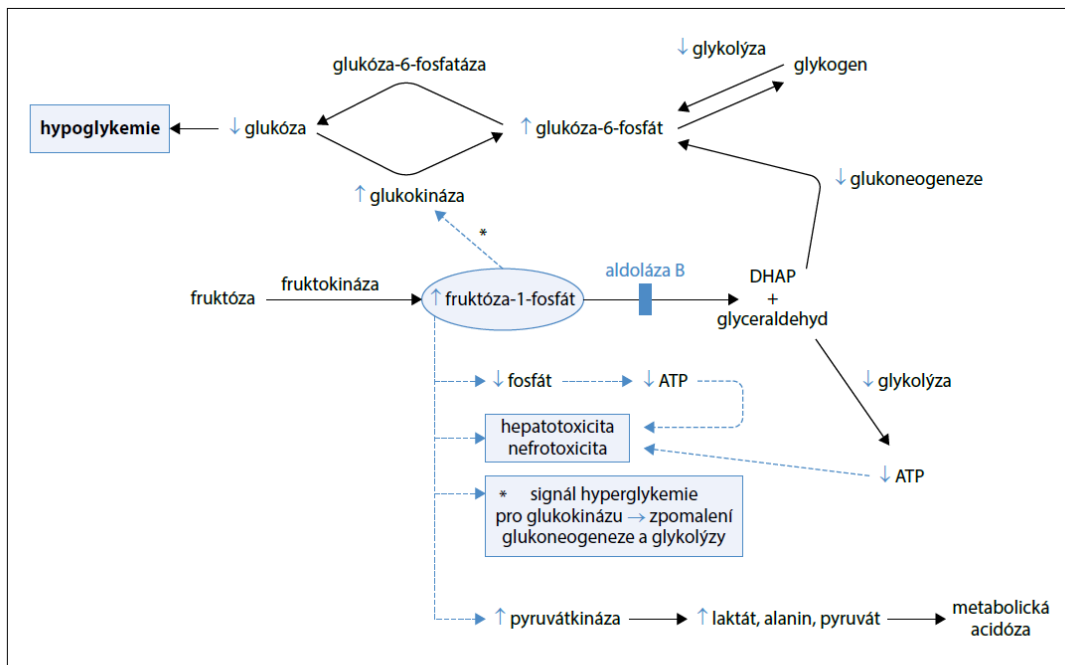 ↓ glykolýza
glukóza-6-fosfatáza
glykogen
hypoglykemie
↓ glukóza
↑ glukóza-6-fosfát
↓ glukoneogeneze
↑ glukokináza
*
aldoláza B
DHAP
+
glyceraldehyd
fruktóza
fruktokináza
↑ fruktóza-1-fosfát
↓ fosfát
↓ ATP
↓ glykolýza
hepatotoxicita
nefrotoxicita
↓ ATP
* signál hyperglykemie
pro glukokinázu → zpomalení
glukoneogeneze a glykolýzy
↑ pyruvátkináza
↑ laktát, alanin, pyruvát
metabolická
acidóza